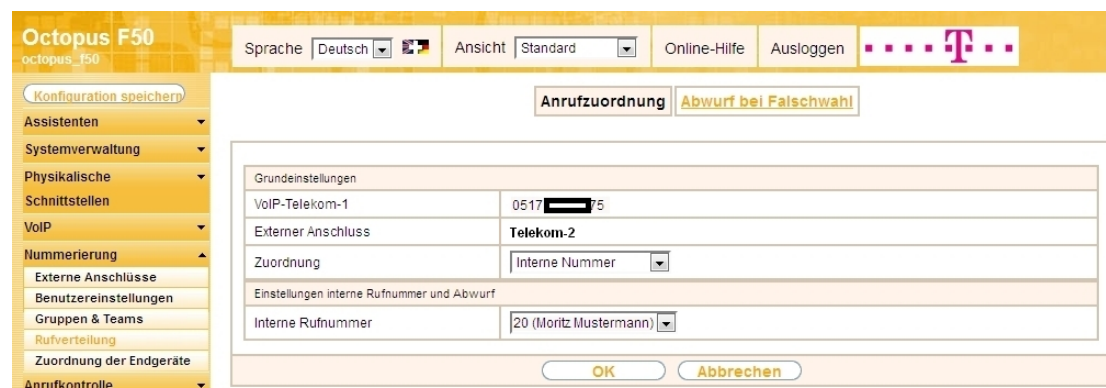 Octopus F50
octopus_f50
Sprache Deutsch Ansicht Standard Online-Hilfe Ausloggen T
Konfiguration speichern
Assistenten
Systemverwaltung
Physikalische
Schnittstellen
VoIP
Nummerierung
Externe Anschlüsse
Benutzereinstellungen
Gruppen & Teams
Rufverteilung
Zuordnung der Endgeräte
Anrufkontrolle
Anrufzuordnung Abwurf bei Falschwahl
Grundeinstellungen
VoIP-Telekom-1 0517 75
Externer Anschluss Telekom-2
Zuordnung Interne Nummer
Einstellungen interne Rufnummer und Abwurf
Interne Rufnummer 20 (Moritz Mustermann)
OK Abbrechen